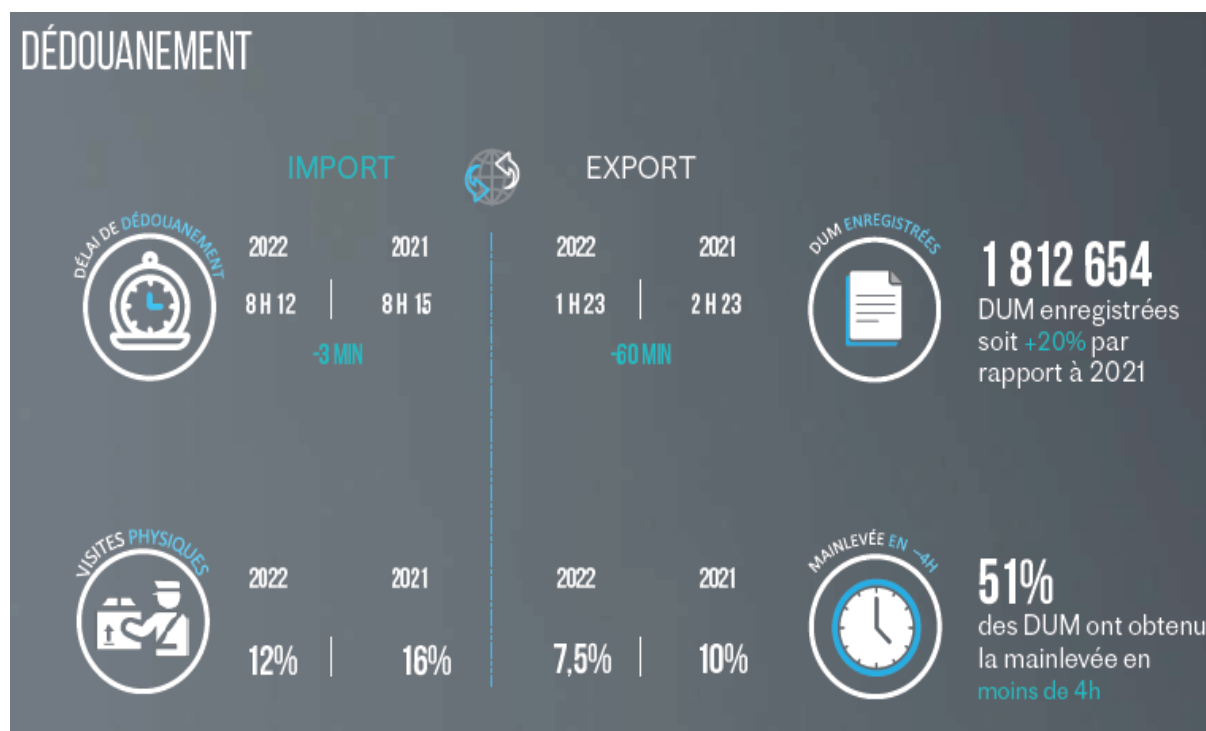 DÉDOUANEMENT
IMPORT
EXPORT
DÉLAI DE DÉDOUANEMENT
2022
2021
2022
2021
8 H 12
8 H 15
1 H 23
2 H 23
-3 MIN
-60 MIN
DUM ENREGISTRÉES
1 812 654
DUM enregistrées
soit +20% par
rapport à 2021
VISITES PHYSIQUES
2022
2021
2022
2021
12%
16%
7,5%
10%
MAINLEVÉE EN -4H
51%
des DUM ont obtenu
la mainlevée en
moins de 4h